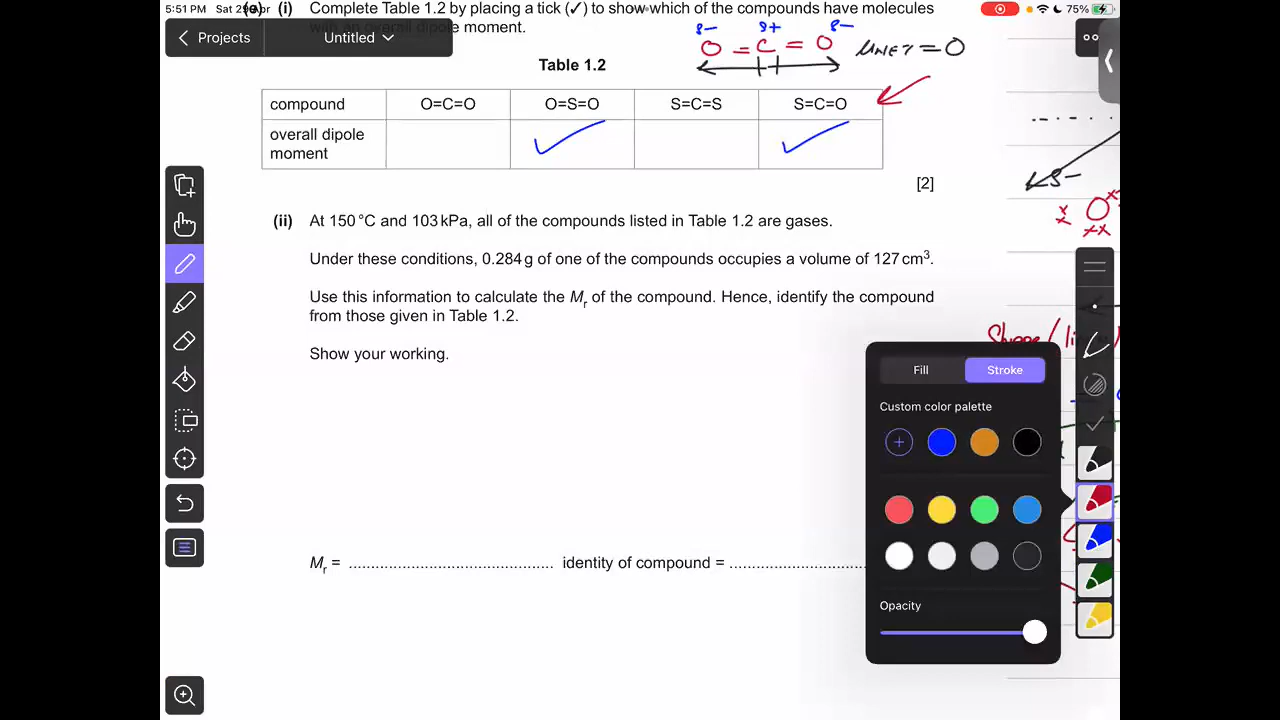 5:51 PM Sat 29 Apr
75%
(i) Complete Table 1.2 by placing a tick (✓) to show which of the compounds have molecules
with an overall dipole moment.
Projects
Untitled
δ− δ+ δ−
O = C = O μNET = O
Table 1.2
compound O=C=O O=S=O S=C=S S=C=O
overall dipole
moment ✓ ✓
[2]
δ−
O
(ii) At 150 °C and 103 kPa, all of the compounds listed in Table 1.2 are gases.
Under these conditions, 0.284 g of one of the compounds occupies a volume of 127 cm³.
Use this information to calculate the Mr of the compound. Hence, identify the compound
from those given in Table 1.2.
Show your working.
Mr = ............................................. identity of compound = ..............................
Fill
Stroke
Custom color palette
Opacity